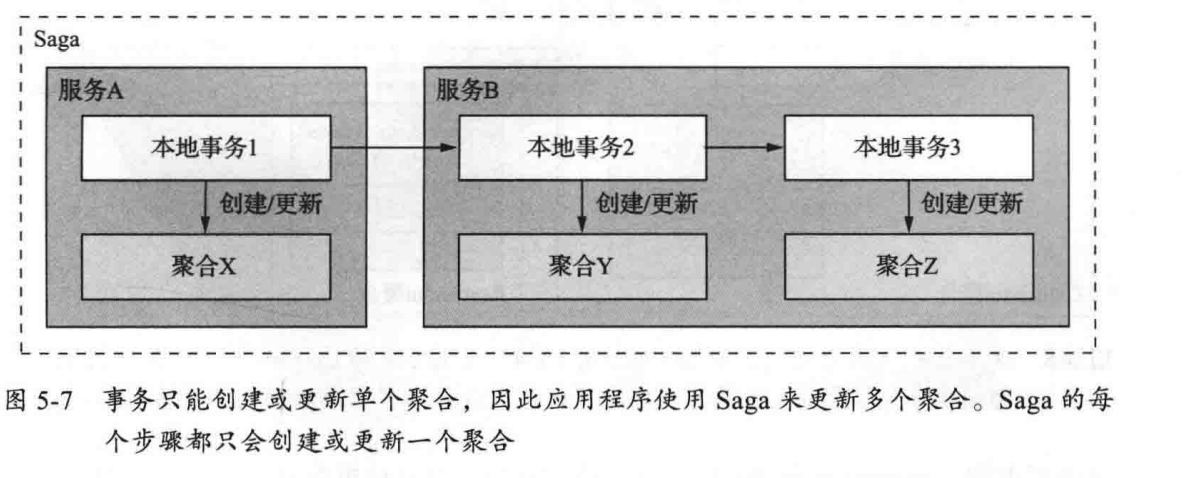 Saga
服务A
服务B
本地事务1
本地事务2
本地事务3
创建/更新
创建/更新
创建/更新
聚合X
聚合Y
聚合Z
图 5-7 事务只能创建或更新单个聚合，因此应用程序使用 Saga 来更新多个聚合。Saga 的每
个步骤都只会创建或更新一个聚合